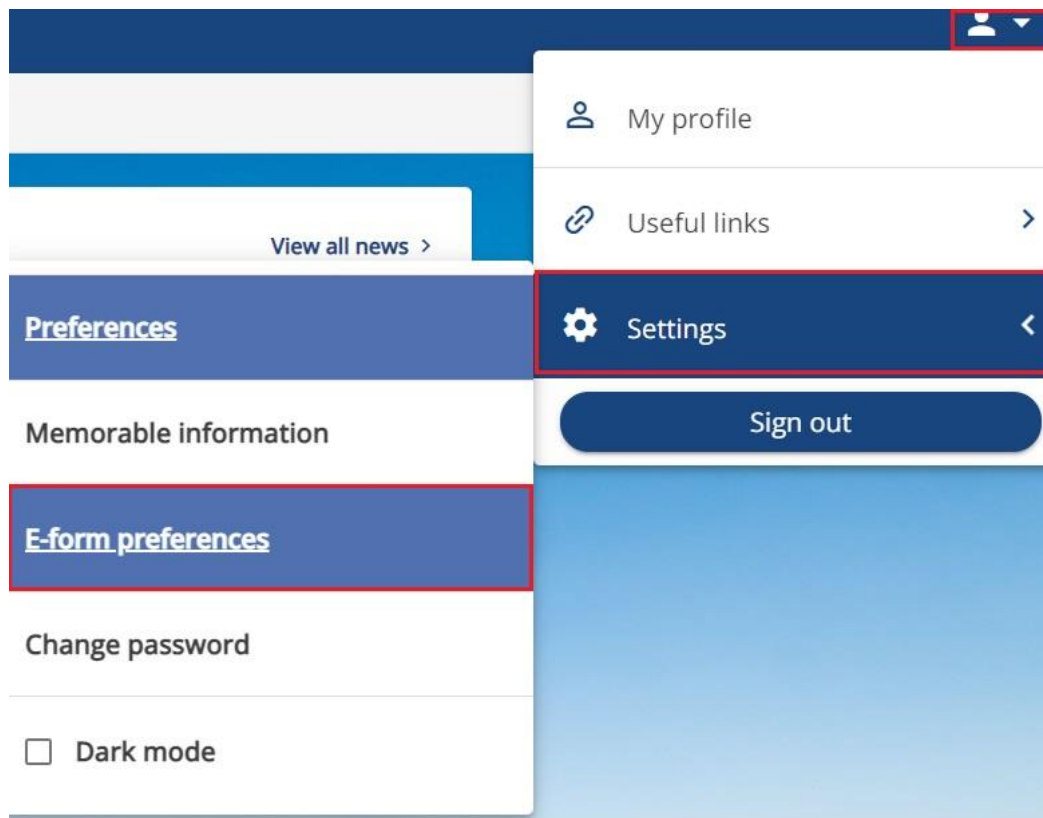 My profile
Useful links
View all news >
Preferences
Settings
Sign out
Memorable information
E-form preferences
Change password
Dark mode